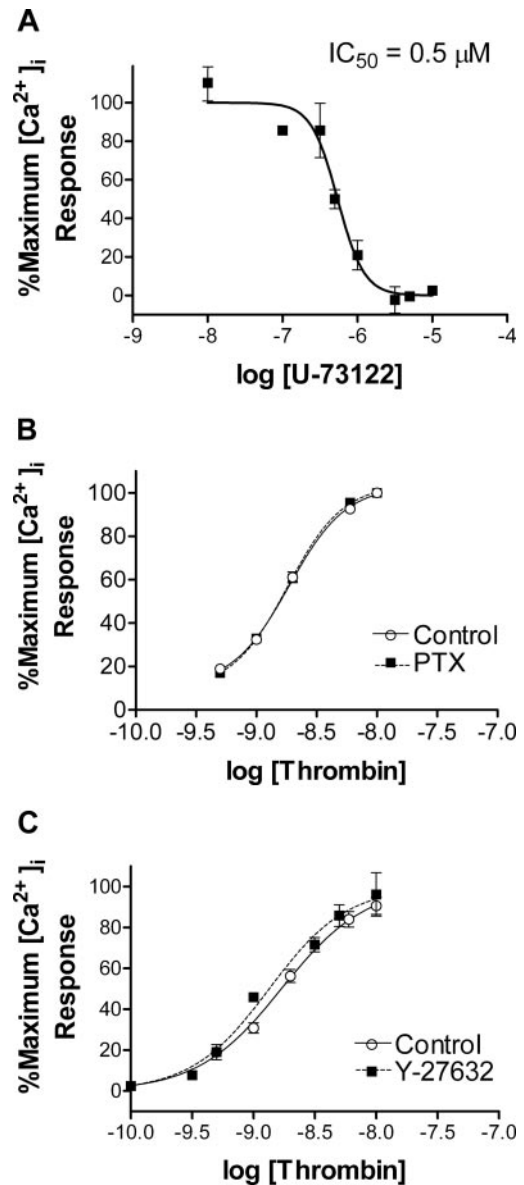 A
IC50 = 0.5 µM
%Maximum [Ca2+]i
Response
100
80
60
40
20
0
-9
-8
-7
-6
-5
-4
log [U-73122]
B
%Maximum [Ca2+]i
Response
100
80
60
40
20
0
Control
PTX
-10.0
-9.5
-9.0
-8.5
-8.0
-7.5
-7.0
log [Thrombin]
C
%Maximum [Ca2+]i
Response
100
80
60
40
20
0
Control
Y-27632
-10.0
-9.5
-9.0
-8.5
-8.0
-7.5
-7.0
log [Thrombin]